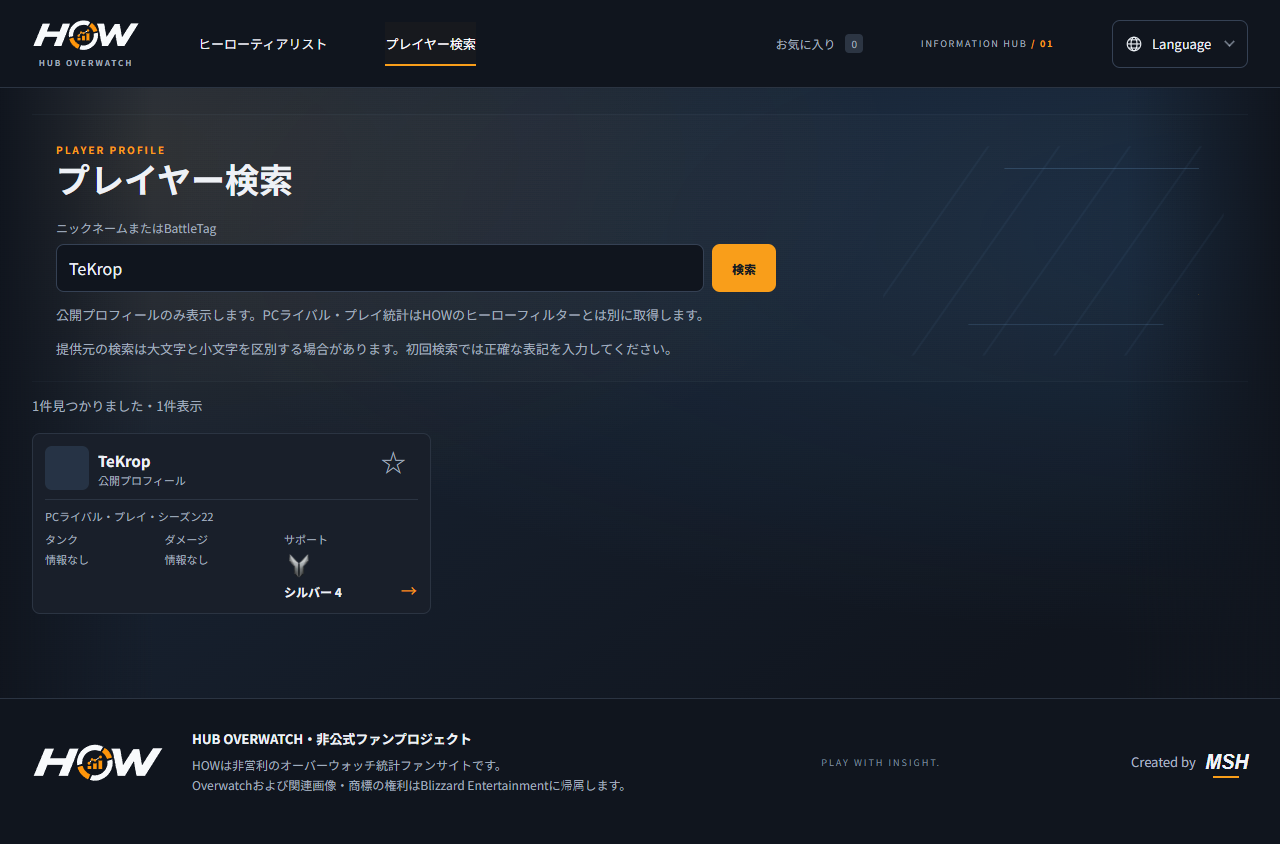 HOW
HUB OVERWATCH
ヒーローティアリスト
プレイヤー検索
お気に入り 0
INFORMATION HUB / 01
Language
PLAYER PROFILE
プレイヤー検索
ニックネームまたはBattleTag
TeKrop
検索
公開プロフィールのみ表示します。PCライバル・プレイ統計はHOWのヒーローフィルターとは別に取得します。
提供元の検索は大文字と小文字を区別する場合があります。初回検索では正確な表記を入力してください。
1件見つかりました・1件表示
TeKrop
公開プロフィール
PCライバル・プレイ・シーズン22
タンク ダメージ サポート
情報なし 情報なし
シルバー 4 →
HOW
HUB OVERWATCH・非公式ファンプロジェクト
HOWは非営利のオーバーウォッチ統計ファンサイトです。
Overwatchおよび関連画像・商標の権利はBlizzard Entertainmentに帰属します。
PLAY WITH INSIGHT.
Created by MSH